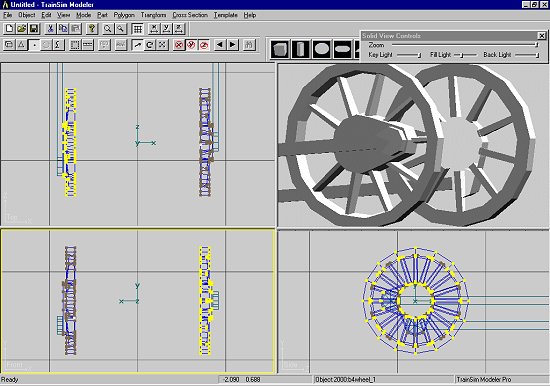 Untitled - TrainSim Modeler
File Object Edit View M Part Polygon Transform Cross Section Template Help
Solid View Controls
Zoom
Key Light Fill Light Back Light
z
y x
Top
y
x z
Front
Side
Ready -2.090 0.688 Object 2000:b4wheel_1 TrainSim Modeler Pro